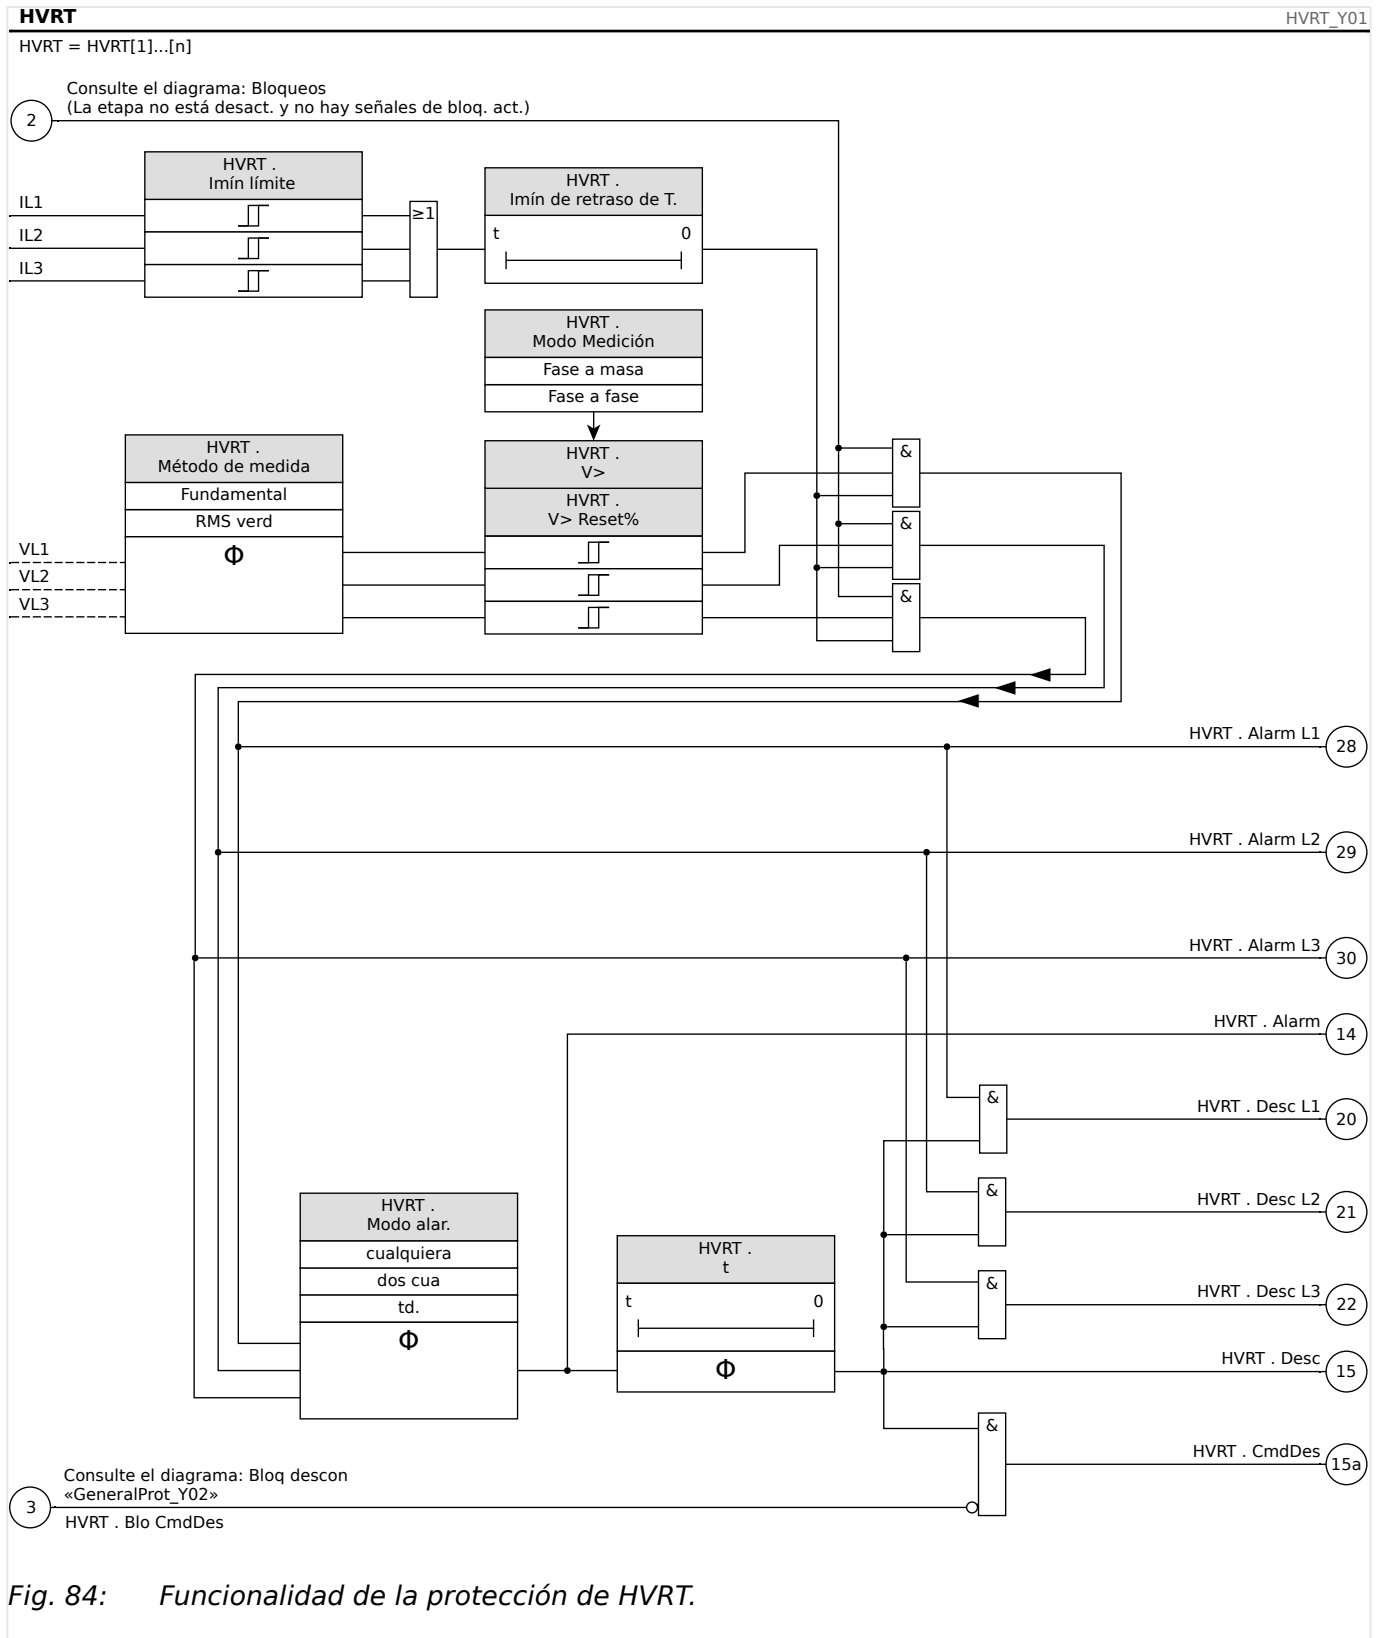 HVRT
HVRT_Y01
HVRT = HVRT[1]...[n]
Consulte el diagrama: Bloqueos
(La etapa no está desact. y no hay señales de bloq. act.)
2
HVRT .
Imín límite
IL1
IL2
IL3
≥1
HVRT .
Imín de retraso de T.
t 0
HVRT .
Modo Medición
Fase a masa
Fase a fase
HVRT .
Método de medida
Fundamental
RMS verd
Φ
VL1
VL2
VL3
HVRT .
V>
HVRT .
V> Reset%
&
&
&
HVRT . Alarm L1
28
HVRT . Alarm L2
29
HVRT . Alarm L3
30
HVRT . Alarm
14
&
HVRT . Desc L1
20
&
HVRT . Desc L2
21
&
HVRT . Desc L3
22
HVRT .
Modo alar.
cualquiera
dos cua
td.
Φ
HVRT .
t
t 0
Φ
HVRT . Desc
15
&
HVRT . CmdDes
15a
Consulte el diagrama: Bloq descon
«GeneralProt_Y02»
3
HVRT . Blo CmdDes
Fig. 84: Funcionalidad de la protección de HVRT.